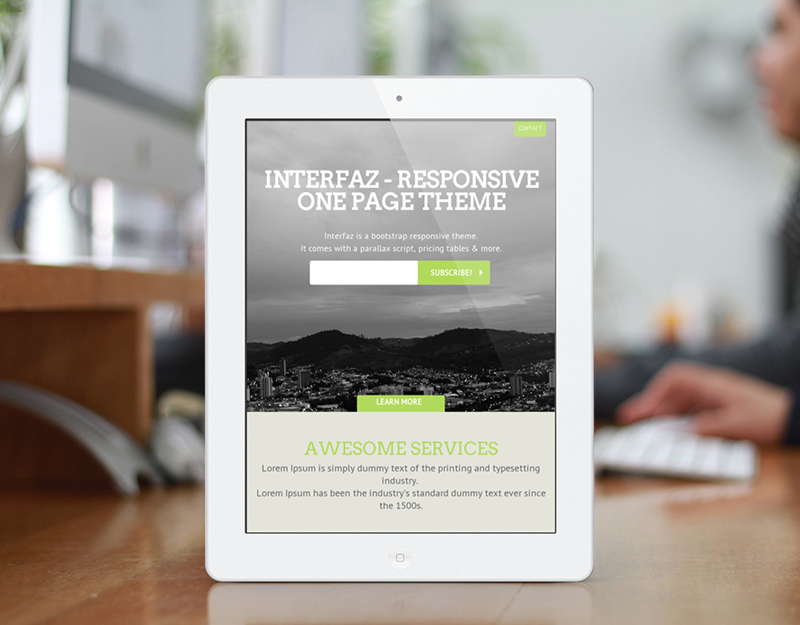 CONTACT
INTERFAZ - RESPONSIVE
ONE PAGE THEME
Interfaz is a bootstrap responsive theme.
It comes with a parallax script, pricing tables & more.
SUBSCRIBE!
LEARN MORE
AWESOME SERVICES
Lorem Ipsum is simply dummy text of the printing and typesetting
industry.
Lorem Ipsum has been the industry's standard dummy text ever since
the 1500s.